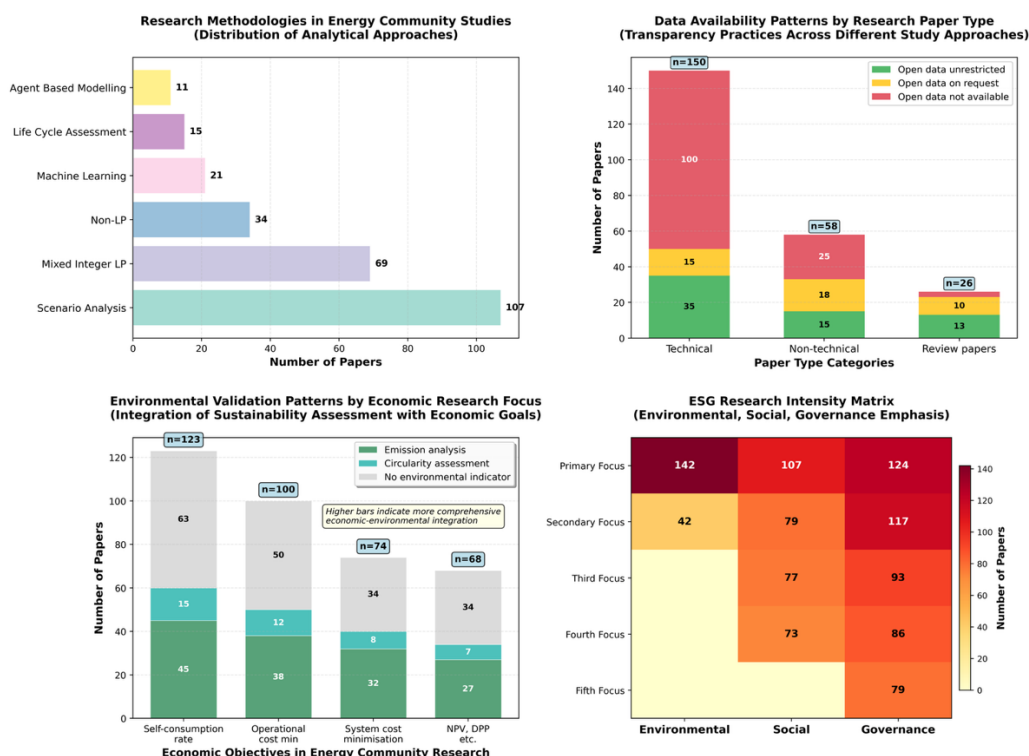 Research Methodologies in Energy Community Studies
(Distribution of Analytical Approaches)
Agent Based Modelling
11
Life Cycle Assessment
15
Machine Learning
21
Non-LP
34
Mixed Integer LP
69
Scenario Analysis
107
0 20 40 60 80 100
Number of Papers
Data Availability Patterns by Research Paper Type
(Transparency Practices Across Different Study Approaches)
Number of Papers
140
120
100
80
60
40
20
0
Open data unrestricted
Open data on request
Open data not available
n=150
100
15
35
n=58
25
18
15
n=26
10
13
Technical Non-technical Review papers
Paper Type Categories
Environmental Validation Patterns by Economic Research Focus
(Integration of Sustainability Assessment with Economic Goals)
Number of Papers
120
100
80
60
40
20
0
Emission analysis
Circularity assessment
No environmental indicator
Higher bars indicate more comprehensive
economic-environmental integration
n=123
63
15
45
n=100
50
12
38
n=74
34
8
32
n=68
34
7
27
Self-consumption
rate
Operational
cost min
System cost
minimisation
NPV, DPP
etc.
Economic Objectives in Energy Community Research
ESG Research Intensity Matrix
(Environmental, Social, Governance Emphasis)
Primary Focus 142 107 124
Secondary Focus 42 79 117
Third Focus 77 93
Fourth Focus 73 86
Fifth Focus 79
Environmental Social Governance
140
120
100
80
60
40
20
0
Number of Papers